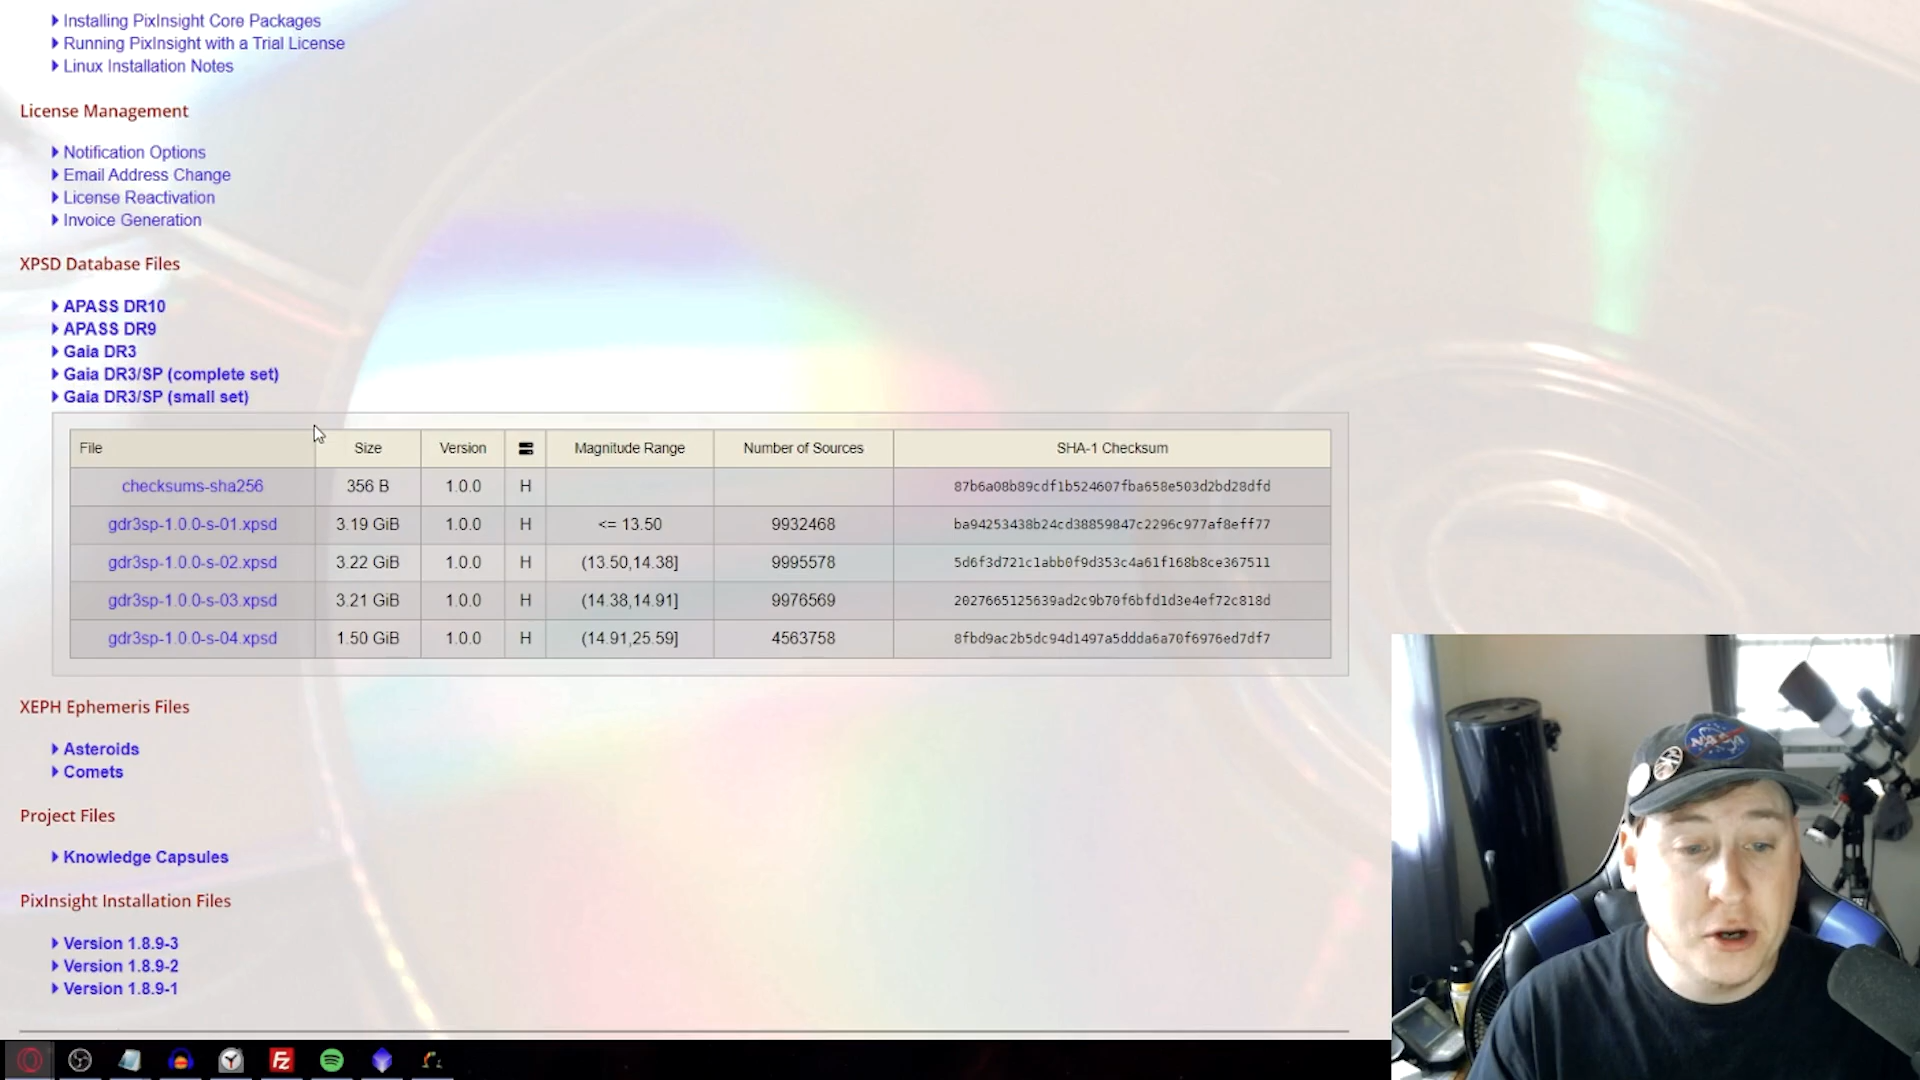 Installing PixInsight Core Packages
Running PixInsight with a Trial License
Linux Installation Notes
License Management
Notification Options
Email Address Change
License Reactivation
Invoice Generation
XPSD Database Files
APASS DR10
APASS DR9
Gaia DR3
Gaia DR3/SP (complete set)
Gaia DR3/SP (small set)
File Size Version Magnitude Range Number of Sources SHA-1 Checksum
checksums-sha256 356 B 1.0.0 H 87b6a08b89cdf1b524607fba658e503d2bd28dfd
gdr3sp-1.0.0-s-01.xpsd 3.19 GiB 1.0.0 H <= 13.50 9932468 ba94253438b24cd38859847c2296c977af8eff77
gdr3sp-1.0.0-s-02.xpsd 3.22 GiB 1.0.0 H (13.50,14.38] 9995578 5d6f3d721c1abb0f9d353c4a61f168b8ce367511
gdr3sp-1.0.0-s-03.xpsd 3.21 GiB 1.0.0 H (14.38,14.91] 9976569 2027665125639ad2c9b70f6bfd1d3e4ef72c818d
gdr3sp-1.0.0-s-04.xpsd 1.50 GiB 1.0.0 H (14.91,25.59] 4563758 8fbd9ac2b5dc94d1497a5ddda6a70f6976ed7df7
XEPH Ephemeris Files
Asteroids
Comets
Project Files
Knowledge Capsules
PixInsight Installation Files
Version 1.8.9-3
Version 1.8.9-2
Version 1.8.9-1
NASA
FZ